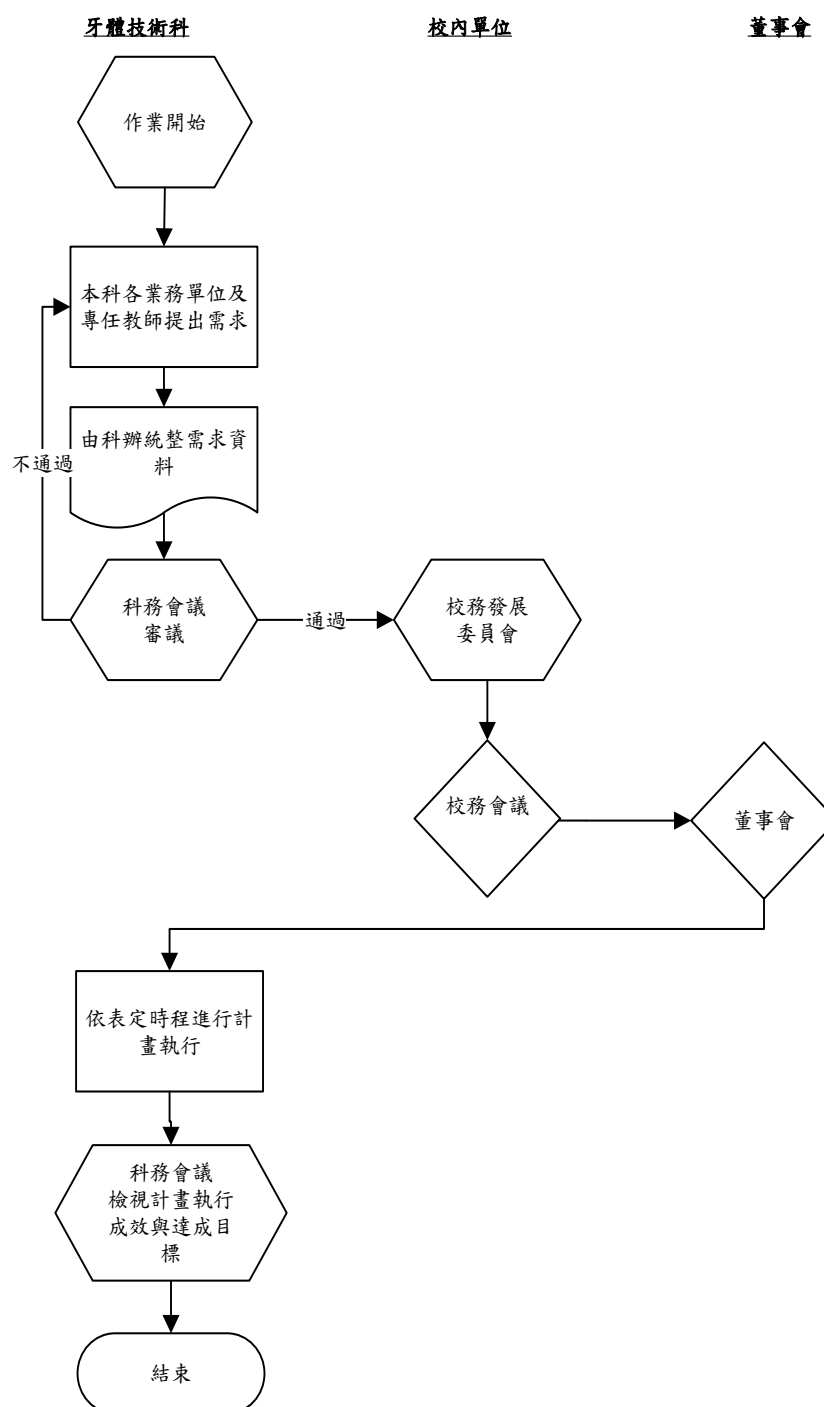 牙體技術科
校內單位
董事會
作業開始
本科各業務單位及
專任教師提出需求
由科辦統整需求資
料
不通過
科務會議
審議
通過
校務發展
委員會
校務會議
董事會
依表定時程進行計
畫執行
科務會議
檢視計畫執行
成效與達成目
標
結束